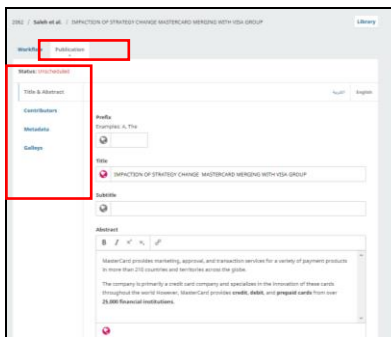 2062 / Saleh et al. / IMPACTION OF STRATEGY CHANGE MASTERCARD MERGING WITH VISA GROUP
Library
Workflow Publication
Status: Unscheduled
Title & Abstract
العربية English
Contributors
Metadata
Galleys
Prefix
Examples: A, The
Title
IMPACTION OF STRATEGY CHANGE MASTERCARD MERGING WITH VISA GROUP
Subtitle
Abstract
B I
MasterCard provides marketing, approval, and transaction services for a variety of payment products
in more than 210 countries and territories across the globe.
The company is primarily a credit card company and specializes in the innovation of these cards
throughout the world However, MasterCard provides credit, debit, and prepaid cards from over
25,000 financial institutions.